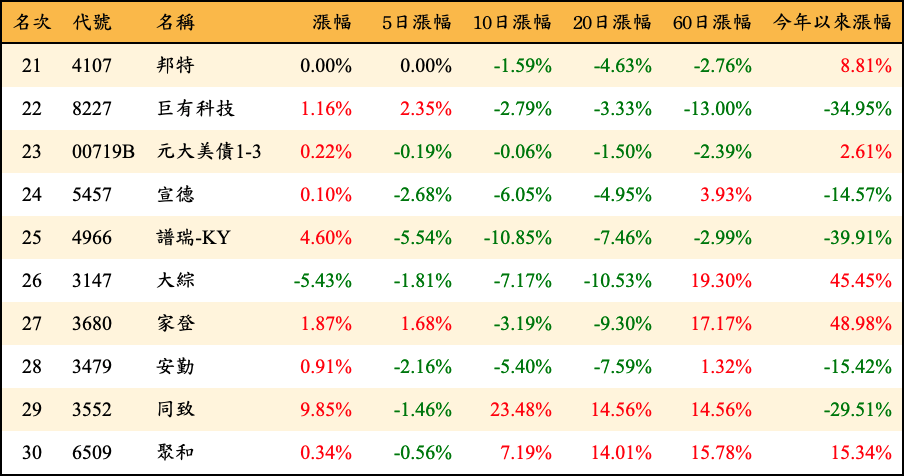 名次 代號 名稱 漲幅 5日漲幅 10日漲幅 20日漲幅 60日漲幅 今年以來漲幅
21 4107 邦特 0.00% 0.00% -1.59% -4.63% -2.76% 8.81%
22 8227 巨有科技 1.16% 2.35% -2.79% -3.33% -13.00% -34.95%
23 00719B 元大美債1-3 0.22% -0.19% -0.06% -1.50% -2.39% 2.61%
24 5457 宣德 0.10% -2.68% -6.05% -4.95% 3.93% -14.57%
25 4966 譜瑞-KY 4.60% -5.54% -10.85% -7.46% -2.99% -39.91%
26 3147 大綜 -5.43% -1.81% -7.17% -10.53% 19.30% 45.45%
27 3680 家登 1.87% 1.68% -3.19% -9.30% 17.17% 48.98%
28 3479 安勤 0.91% -2.16% -5.40% -7.59% 1.32% -15.42%
29 3552 同致 9.85% -1.46% 23.48% 14.56% 14.56% -29.51%
30 6509 聚和 0.34% -0.56% 7.19% 14.01% 15.78% 15.34%